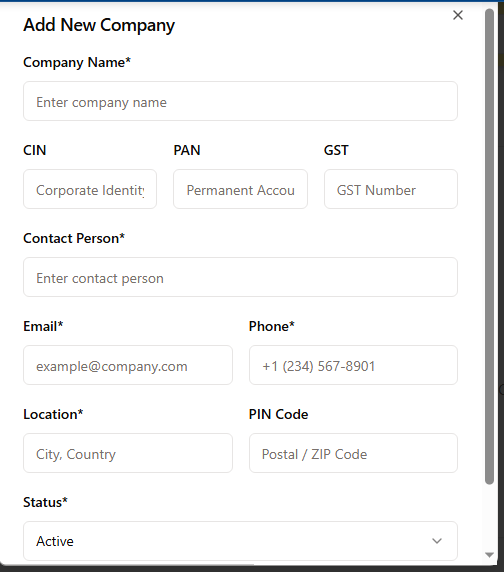 Add New Company
Company Name*
Enter company name
CIN PAN GST
Corporate Identit Permanent Accou GST Number
Contact Person*
Enter contact person
Email* Phone*
example@company.com +1 (234) 567-8901
Location* PIN Code
City, Country Postal / ZIP Code
Status*
Active